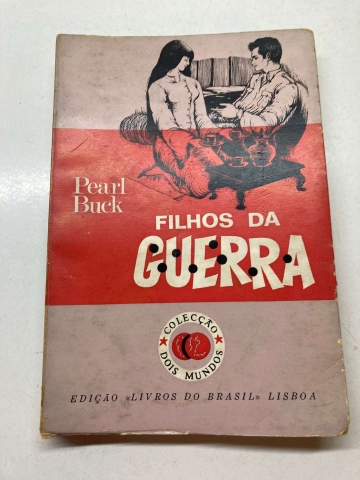 Pearl
Buck
FILHOS DA
GUERRA
COLECÇÃO
DOIS MUNDOS
EDIÇÃO «LIVROS DO BRASIL» LISBOA